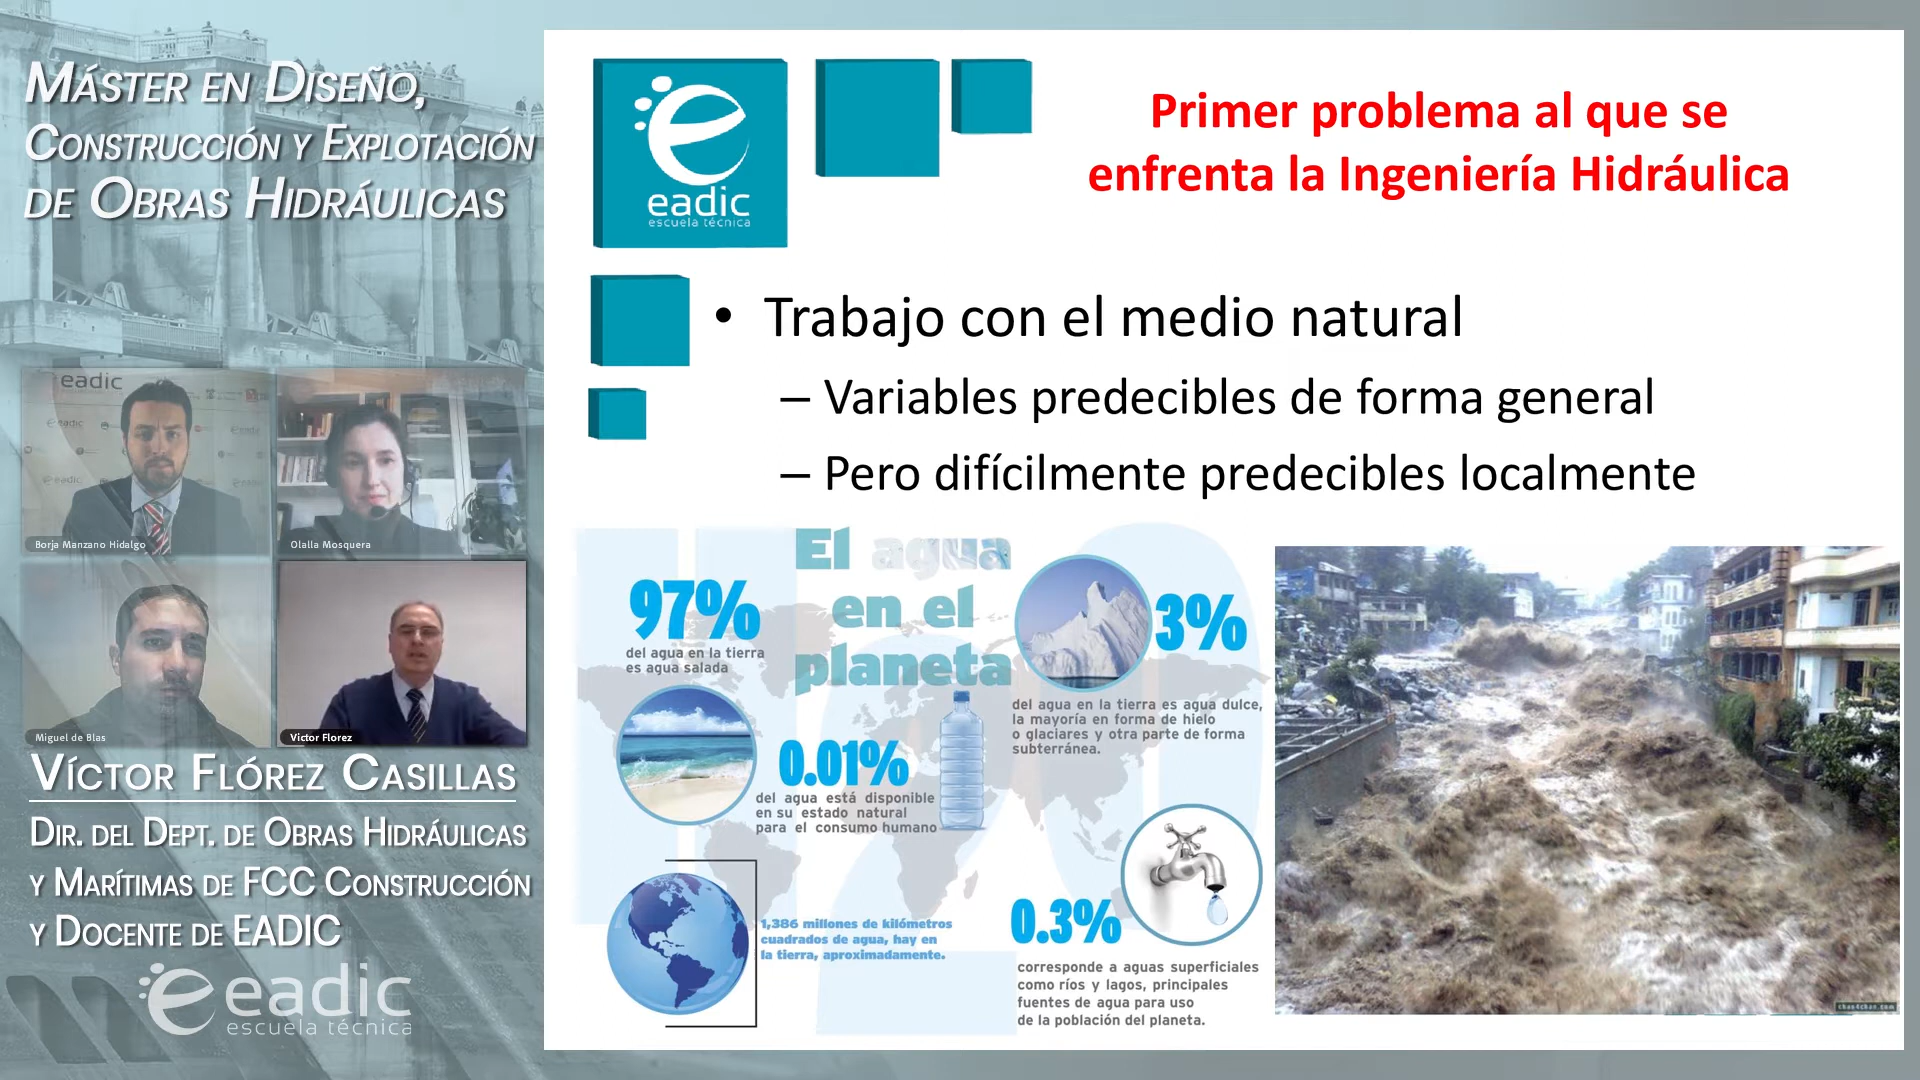 Máster en Diseño,
Construcción y Explotación
de Obras Hidráulicas
eadic
Borja Manzano Hidalgo
Olalla Mosquera
Miguel de Blas
Victor Florez
Víctor Flórez Casillas
Dir. del Dept. de Obras Hidráulicas
y Marítimas de FCC Construcción
y Docente de EADIC
eadic
escuela técnica
eadic
escuela técnica
Primer problema al que se
enfrenta la Ingeniería Hidráulica
• Trabajo con el medio natural
– Variables predecibles de forma general
– Pero difícilmente predecibles localmente
El agua
en el
planeta
97%
del agua en la tierra
es agua salada
3%
del agua en la tierra es agua dulce,
la mayoría en forma de hielo
o glaciares y otra parte de forma
subterránea.
0.01%
del agua está disponible
en su estado natural
para el consumo humano
1,386 millones de kilómetros
cuadrados de agua, hay en
la tierra, aproximadamente.
0.3%
corresponde a aguas superficiales
como ríos y lagos, principales
fuentes de agua para uso
de la población del planeta.